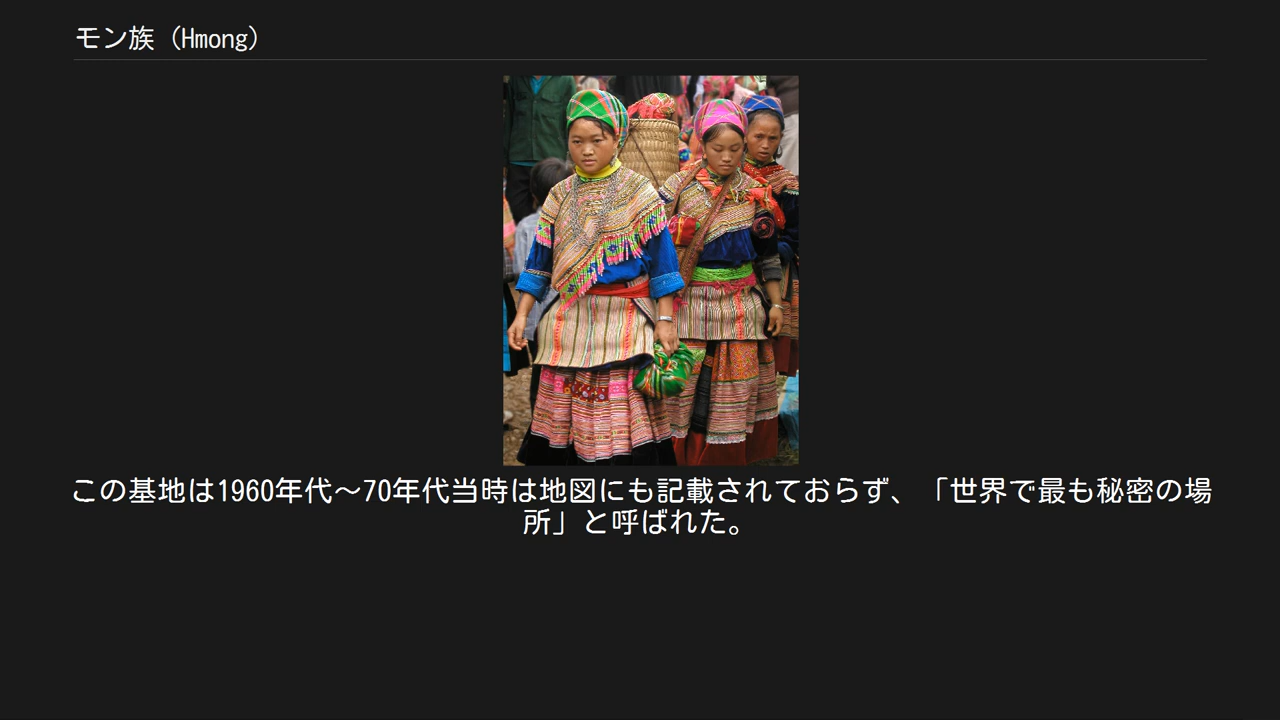 モン族（Hmong）
この基地は1960年代～70年代当時は地図にも記載されておらず、「世界で最も秘密の場
所」と呼ばれた。